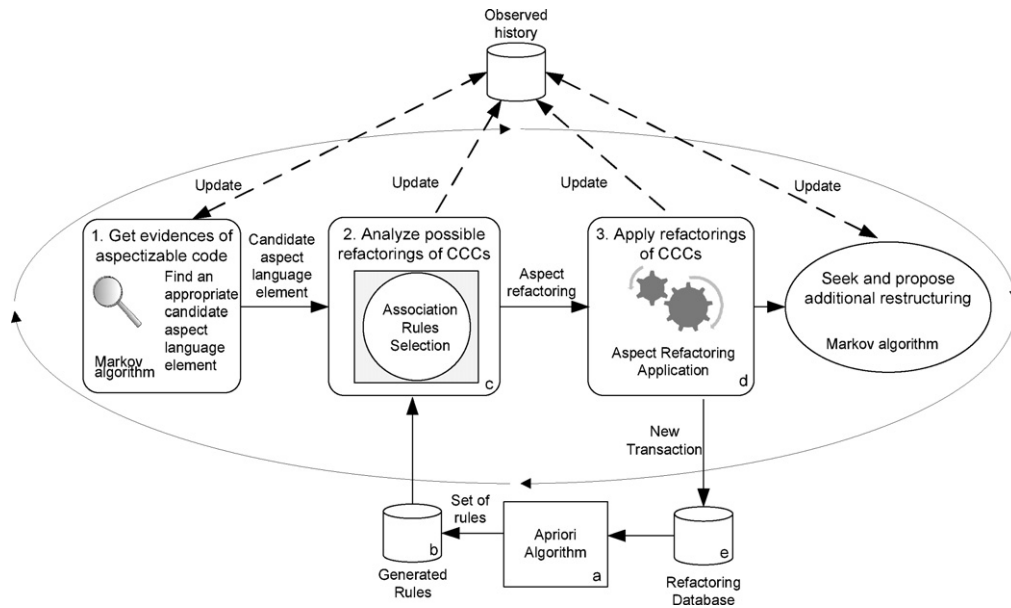 Observed
history
Update
Update
Update
Update
1. Get evidences of
aspectizable code
Find an
appropriate
candidate
aspect
language
element
Markov
algorithm
Candidate
aspect
language
element
2. Analyze possible
refactorings of CCCs
Association
Rules
Selection
c
Aspect
refactoring
3. Apply refactorings
of CCCs
Aspect Refactoring
Application
d
Seek and propose
additional restructuring
Markov algorithm
New
Transaction
Set of
rules
b
Generated
Rules
Apriori
Algorithm
a
e
Refactoring
Database